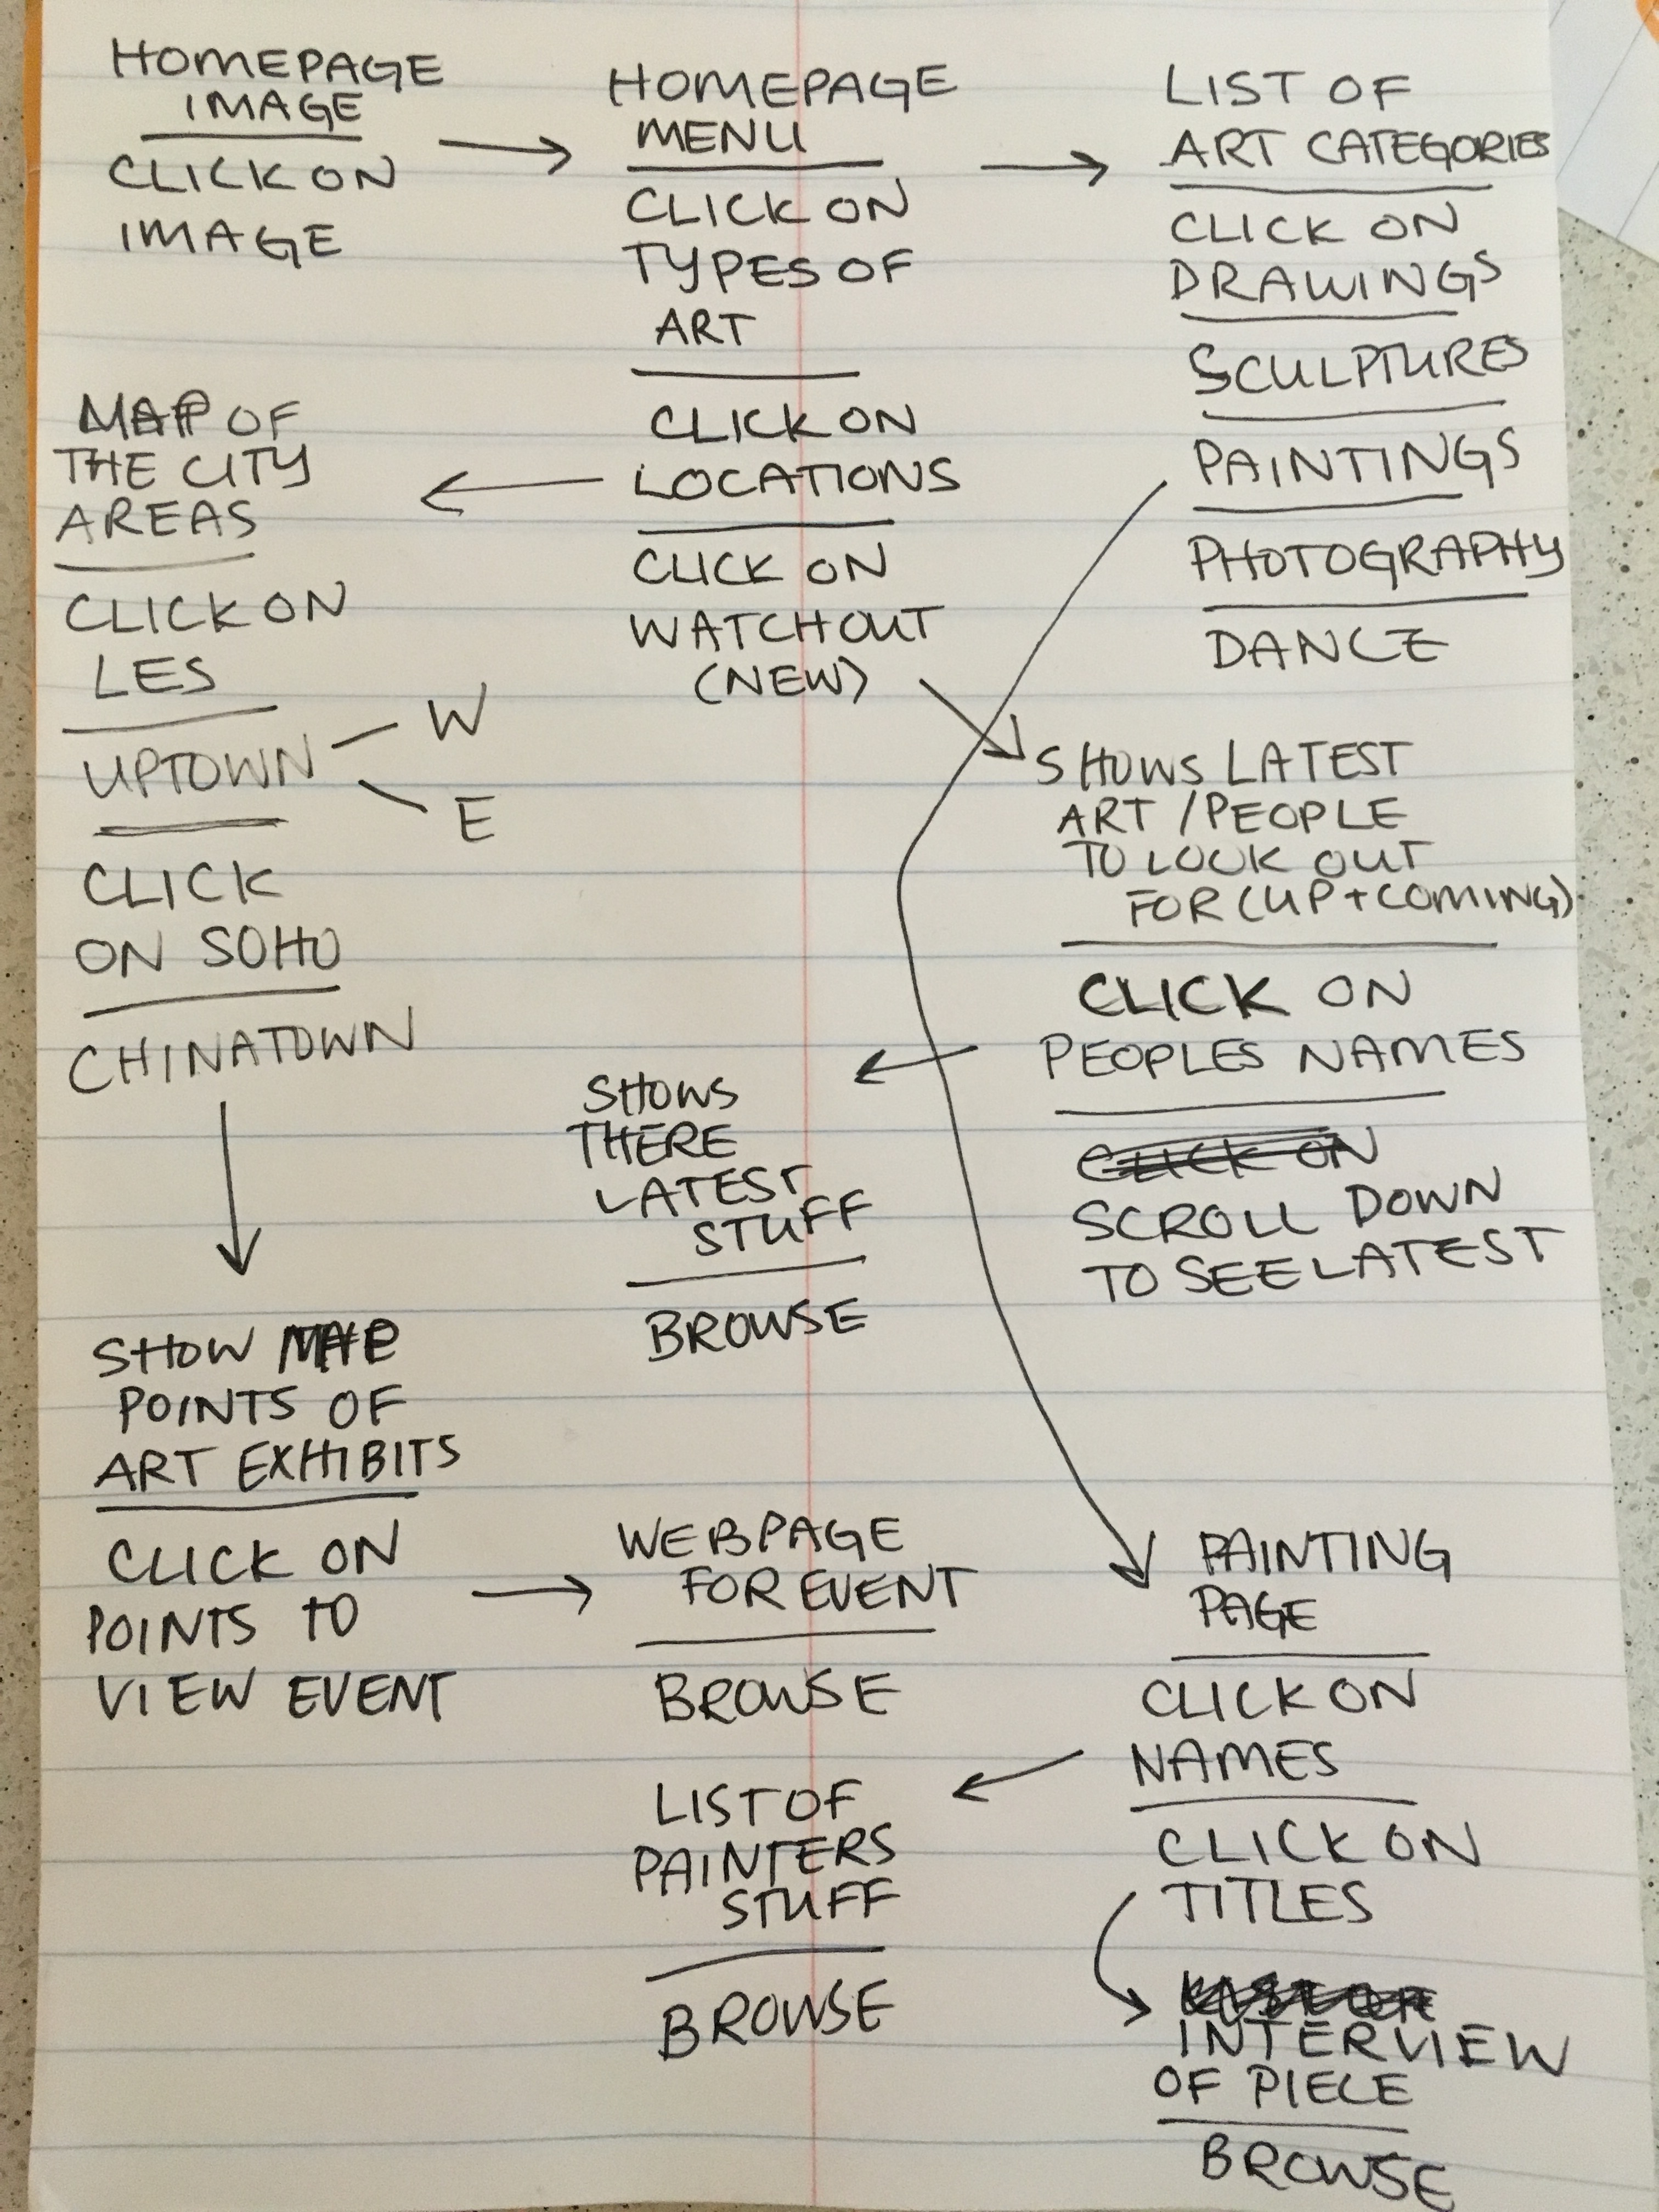 HOMEPAGE
IMAGE
CLICK ON
IMAGE
HOMEPAGE
MENU
CLICK ON
TYPES OF
ART
CLICK ON
LOCATIONS
CLICK ON
WATCHOUT
(NEW)
LIST OF
ART CATEGORIES
CLICK ON
DRAWINGS
SCULPTURES
PAINTINGS
PHOTOGRAPHY
DANCE
MAP OF
THE CITY
AREAS
CLICK ON
LES
UPTOWN
W
E
CLICK
ON SOHO
CHINATOWN
SHOWS LATEST
ART / PEOPLE
TO LOOK OUT
FOR (UP + COMING)
CLICK ON
PEOPLES NAMES
CLICK ON
SCROLL DOWN
TO SEE LATEST
SHOWS
THERE
LATEST
STUFF
BROWSE
SHOW MAP
POINTS OF
ART EXHIBITS
CLICK ON
POINTS TO
VIEW EVENT
WEBPAGE
FOR EVENT
BROWSE
PAINTING
PAGE
CLICK ON
NAMES
CLICK ON
TITLES
LIST OF
PAINTERS
STUFF
BROWSE
INTERVIEW
OF PIECE
BROWSE